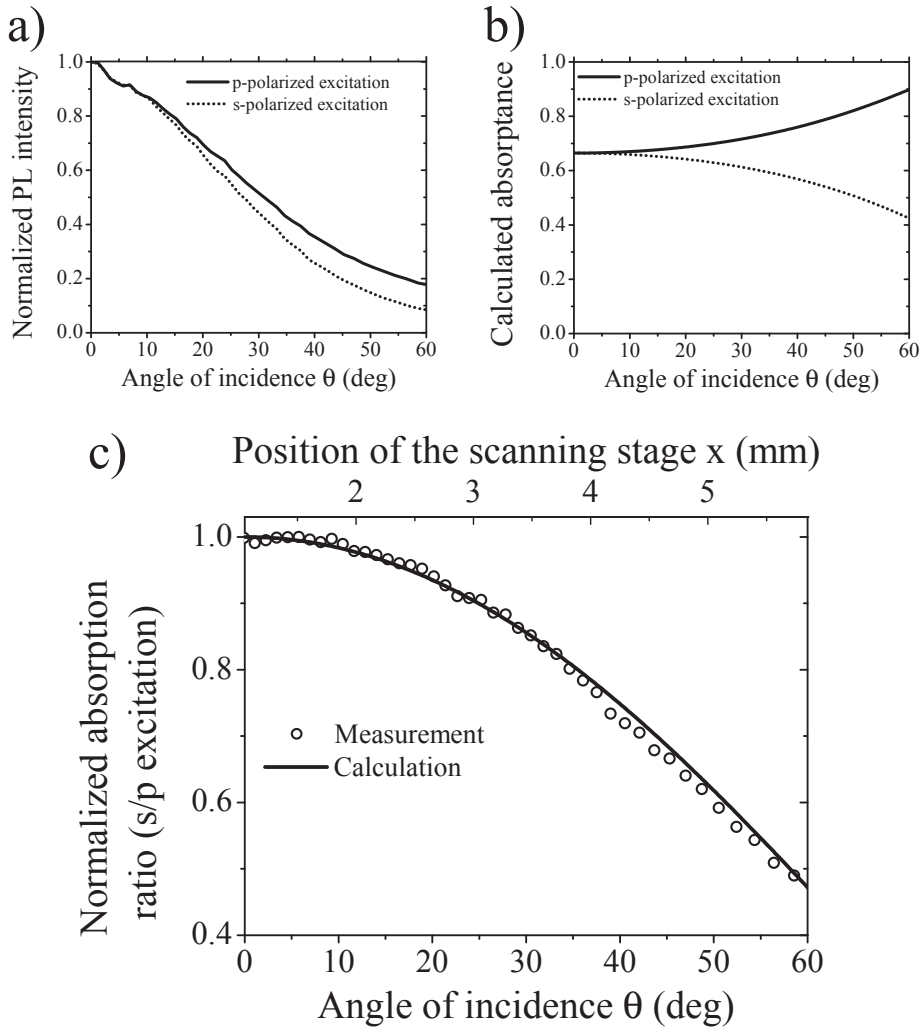 a)
Normalized PL intensity
1.0
0.8
0.6
0.4
0.2
0.0
p-polarized excitation
s-polarized excitation
0 10 20 30 40 50 60
Angle of incidence θ (deg)
b)
Calculated absorptance
1.0
0.8
0.6
0.4
0.2
0.0
p-polarized excitation
s-polarized excitation
0 10 20 30 40 50 60
Angle of incidence θ (deg)
c)
Position of the scanning stage x (mm)
2 3 4 5
Normalized absorption
ratio (s/p excitation)
1.0
0.8
0.6
0.4
Measurement
Calculation
0 10 20 30 40 50 60
Angle of incidence θ (deg)